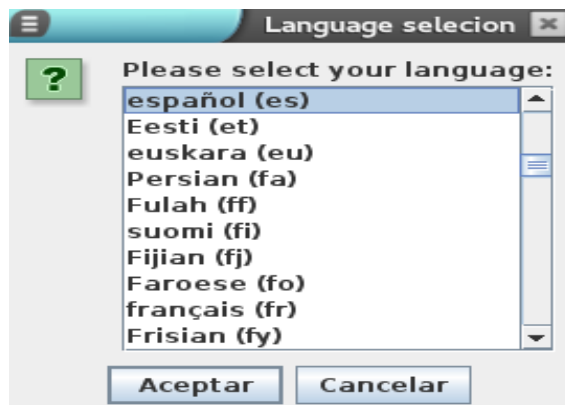 Language selecion
?
Please select your language:
español (es)
Eesti (et)
euskara (eu)
Persian (fa)
Fulah (ff)
suomi (fi)
Fijian (fj)
Faroese (fo)
français (fr)
Frisian (fy)
Aceptar Cancelar